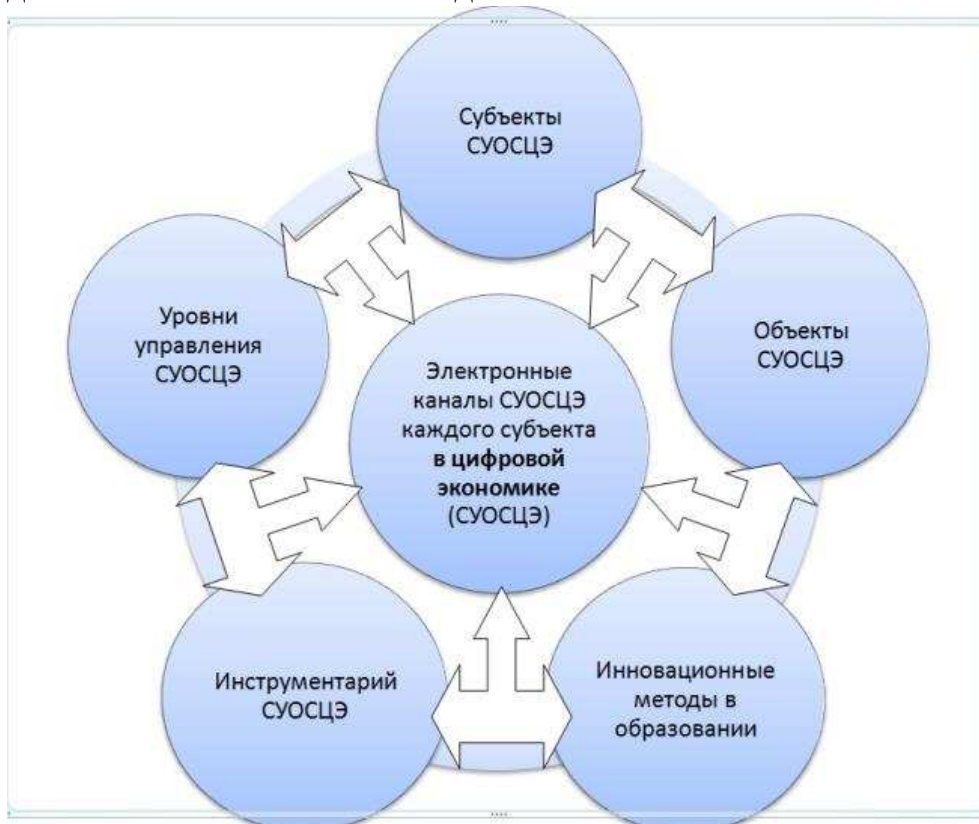 Субъекты
СУОСЦЭ
Уровни
управления
СУОСЦЭ
Объекты
СУОСЦЭ
Электронные
каналы СУОСЦЭ
каждого субъекта
в цифровой
экономике
(СУОСЦЭ)
Инструментарий
СУОСЦЭ
Инновационные
методы в
образовании